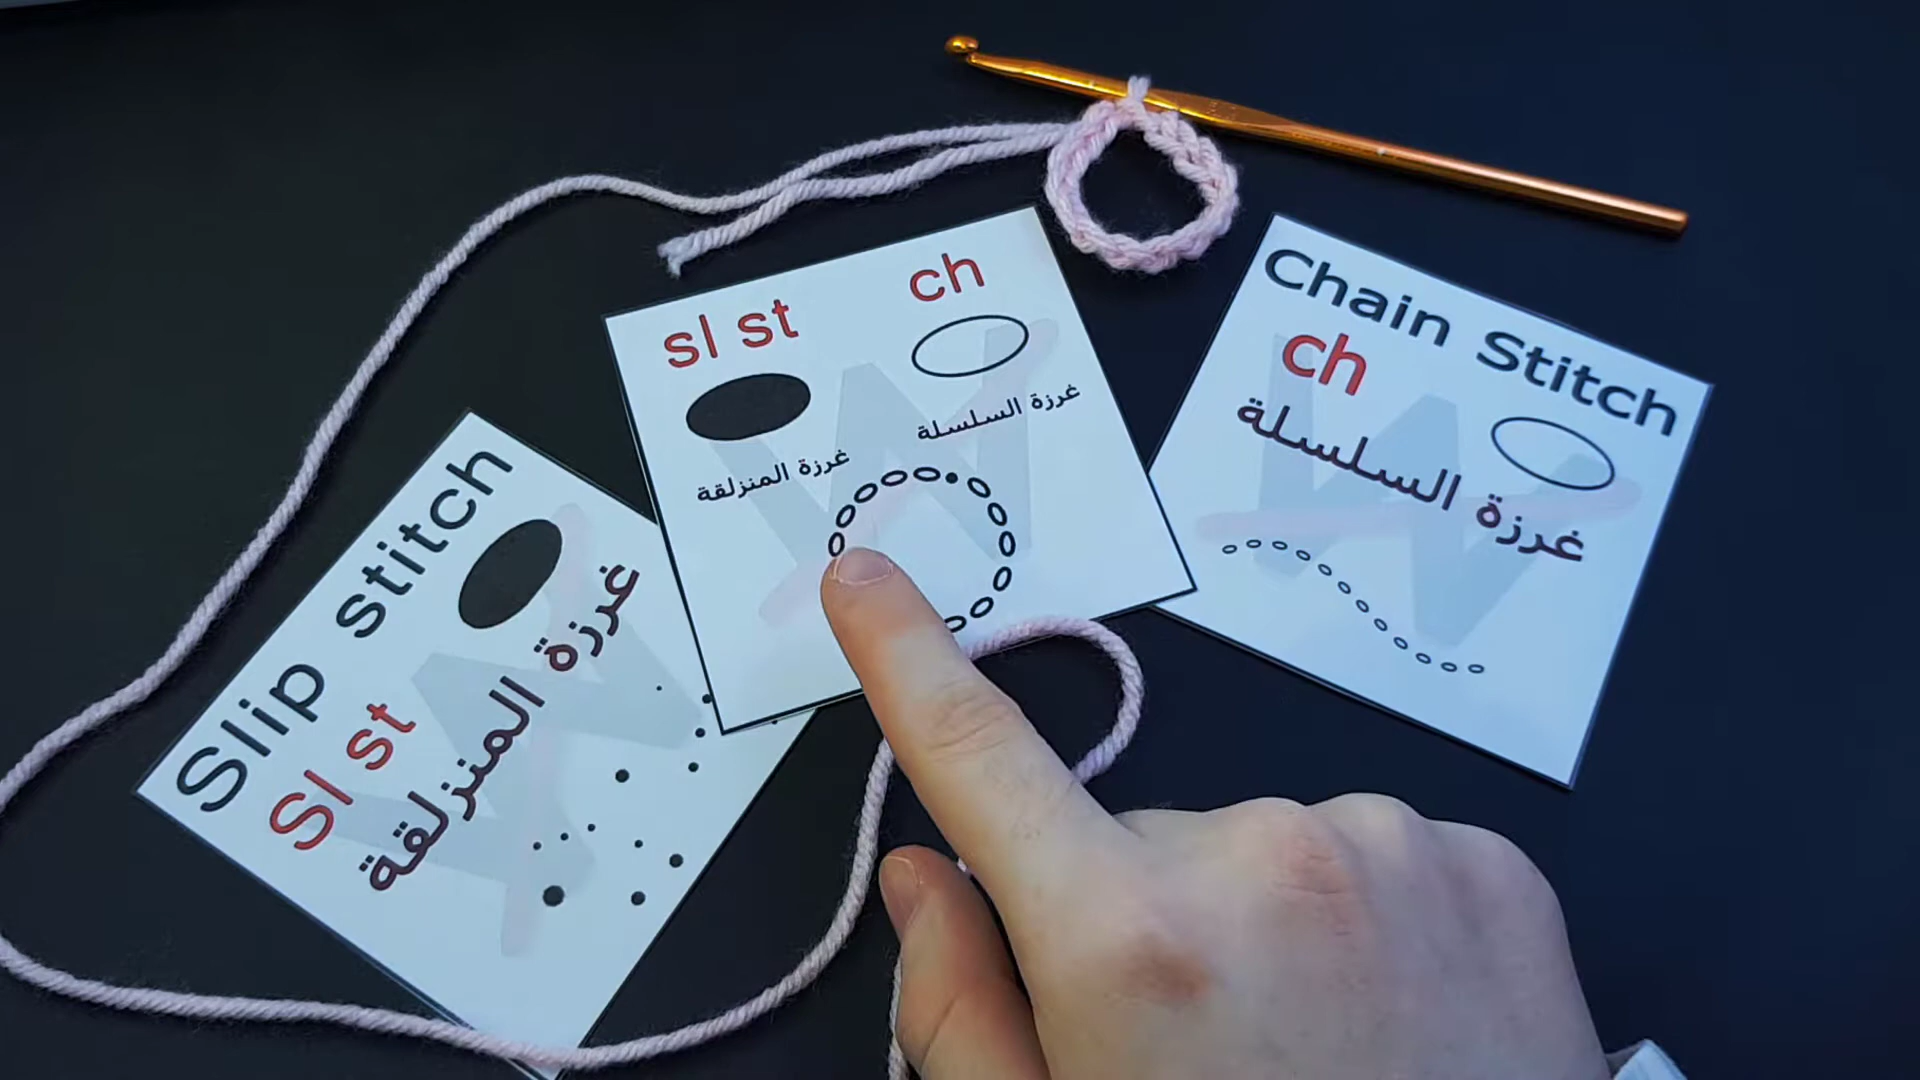 Slip stitch
Sl st
غرزة المنزلقة
sl st
غرزة المنزلقة
ch
غرزة السلسلة
Chain Stitch
ch
غرزة السلسلة